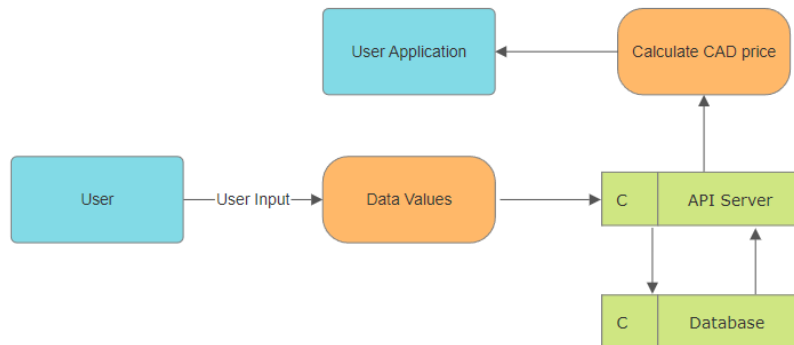 User Application
Calculate CAD price
User
User Input
Data Values
C
API Server
C
Database